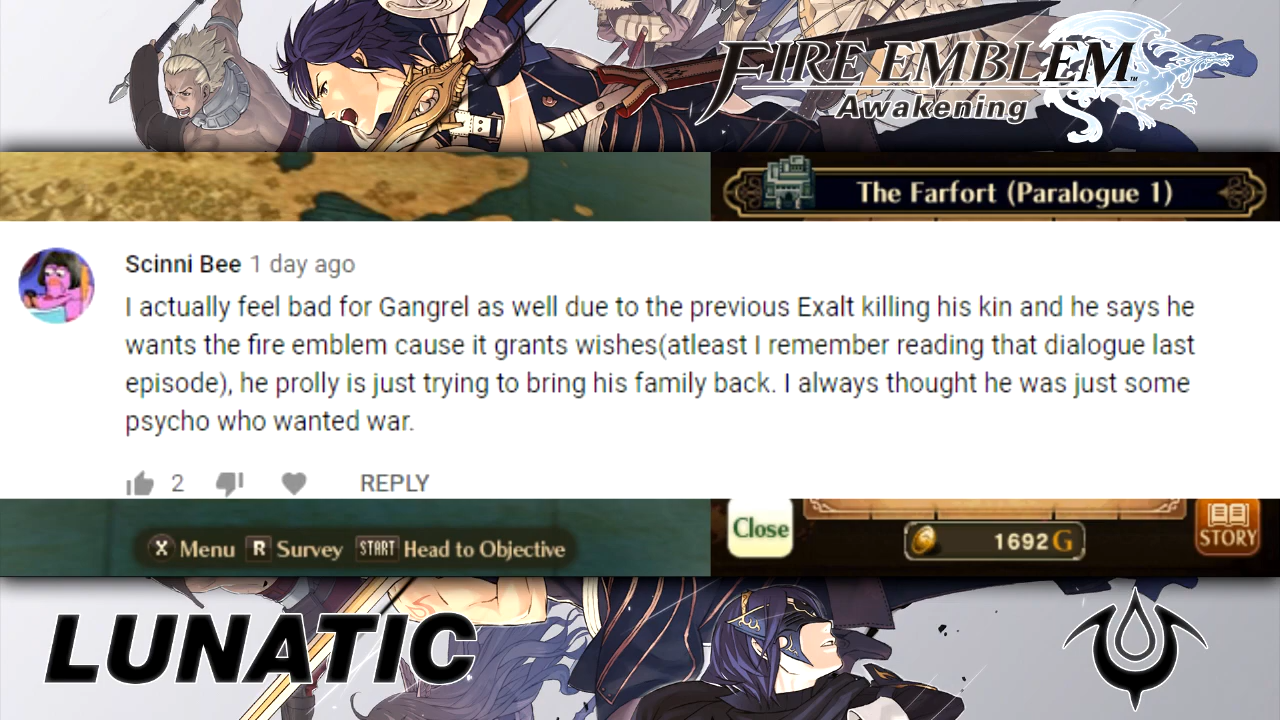 FIRE EMBLEM™
Awakening
The Farfort (Paralogue 1)
Scinni Bee 1 day ago
I actually feel bad for Gangrel as well due to the previous Exalt killing his kin and he says he
wants the fire emblem cause it grants wishes(atleast I remember reading that dialogue last
episode), he prolly is just trying to bring his family back. I always thought he was just some
psycho who wanted war.
2 REPLY
Close
1692G
STORY
X Menu R Survey START Head to Objective
LUNATIC